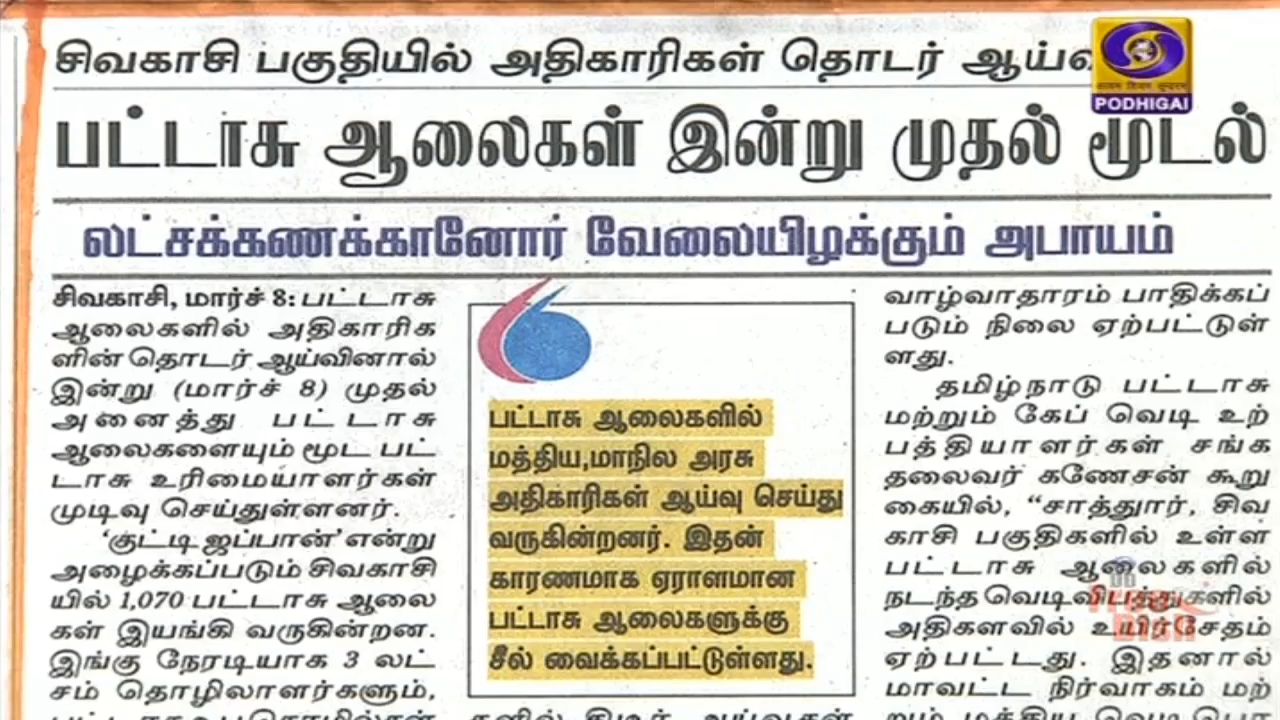 சிவகாசி பகுதியில் அதிகாரிகள் தொடர்
PODHIGAI
பட்டாசு ஆலைகள் இன்று முதல் மூடல்
லட்சக்கணக்கானோர் வேலையிழக்கும் அபாயம்
சிவகாசி, மார்ச் 8: பட்டாசு
ஆலைகளில் அதிகாரிக
ளின் தொடர் ஆய்வினால்
இன்று (மார்ச் 8) முதல்
அனைத்து பட்டாசு
ஆலைகளையும் மூட பட்
டாசு உரிமையாளர்கள்
முடிவு செய்துள்ளனர்.
‘குட்டி ஜப்பான்’ என்று
அழைக்கப்படும் சிவகாசி
யில் 1,070 பட்டாசு ஆலை
கள் இயங்கி வருகின்றன.
இங்கு நேரடியாக 3 லட்
சம் தொழிலாளர்களும்,
பட்டாசு ஆலைகளில்
மத்திய,மாநில அரசு
அதிகாரிகள் ஆய்வு செய்து
வருகின்றனர். இதன்
காரணமாக ஏராளமான
பட்டாசு ஆலைகளுக்கு
சீல் வைக்கப்பட்டுள்ளது.
வாழ்வாதாரம் பாதிக்கப்
படும் நிலை ஏற்பட்டுள்
ளது.
தமிழ்நாடு பட்டாசு
மற்றும் கேப் வெடி உற்
பத்தியாளர்கள் சங்க
தலைவர் கணேசன் கூறு
கையில், “சாத்தூர், சிவ
காசி பகுதிகளில் உள்ள
பட்டாசு ஆலைகளில்
நடந்த வெடிவிபத்துகளில்
அதிகளவில் உயிர்சேதம்
ஏற்பட்டது. இதனால்
மாவட்ட நிர்வாகம் மற்